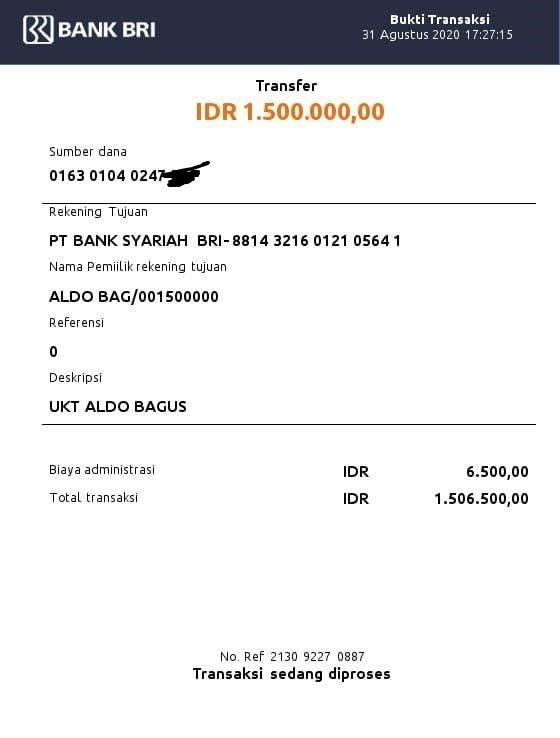 BANK BRI
Bukti Transaksi
31 Agustus 2020 17:27:15
Transfer
IDR 1.500.000,00
Sumber dana
0163 0104 0247
Rekening Tujuan
PT BANK SYARIAH BRI-8814 3216 0121 0564 1
Nama Pemiilik rekening tujuan
ALDO BAG/001500000
Referensi
0
Deskripsi
UKT ALDO BAGUS
Biaya administrasi IDR 6.500,00
Total transaksi IDR 1.506.500,00
No. Ref 2130 9227 0887
Transaksi sedang diproses